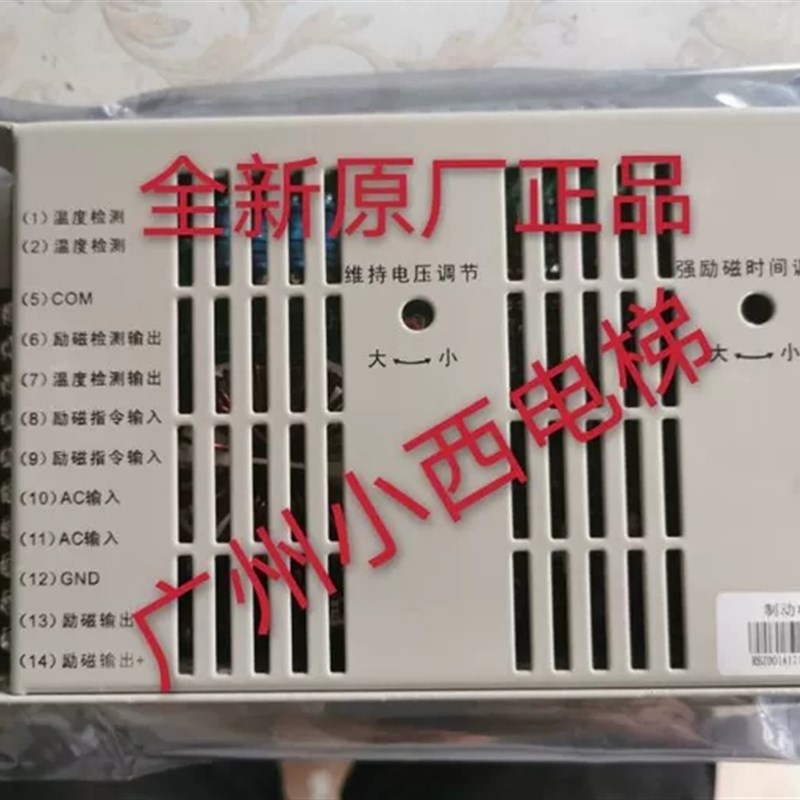 全新原厂正品
(1)温度检测
(2)温度检测
(5)COM
(6)励磁检测输出
(7)温度检测输出
(8)励磁指令输入
(9)励磁指令输入
(10)AC输入
(11)AC输入
(12)GND
(13)励磁输出
(14)励磁输出+
维持电压调节
大 小
强励磁时间调
大 小
广州小西电梯
制动